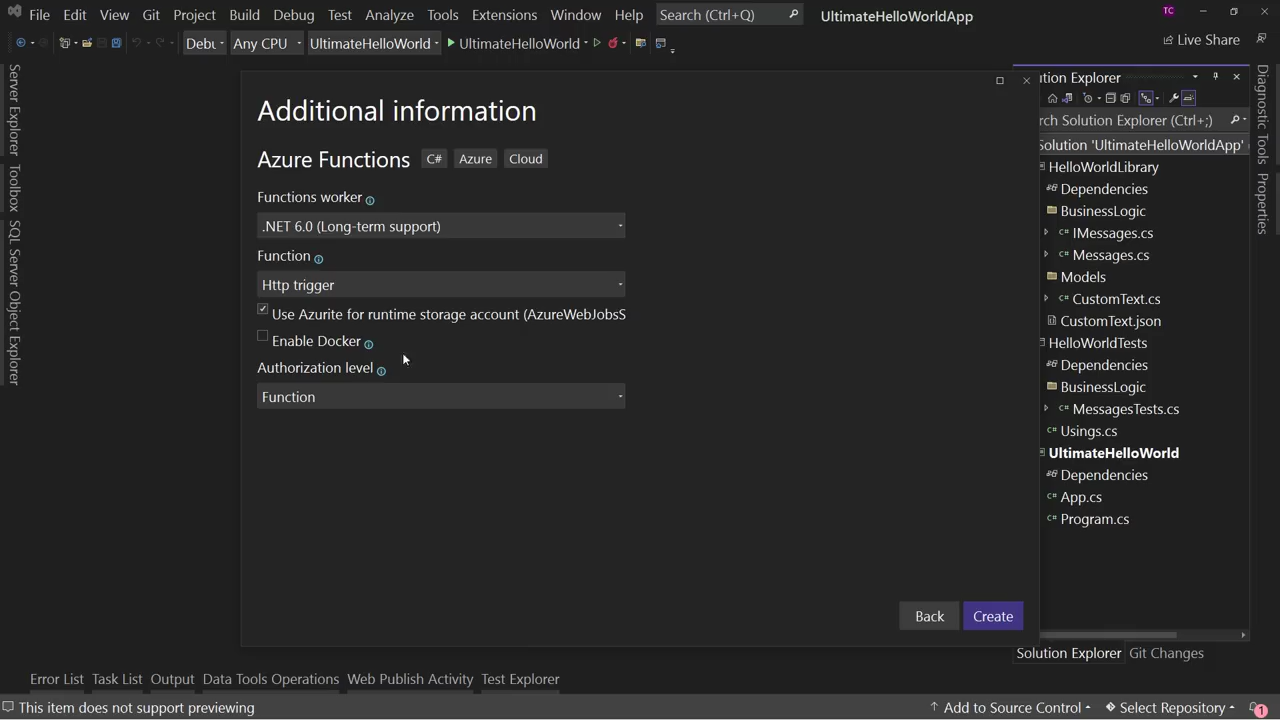 File Edit View Git Project Build Debug Test Analyze Tools Extensions Window Help Search (Ctrl+Q) UltimateHelloWorldApp TC
Debu Any CPU UltimateHelloWorld UltimateHelloWorld Live Share
Server Explorer
Toolbox
SQL Server Object Explorer
Additional information
Azure Functions C# Azure Cloud
Functions worker
.NET 6.0 (Long-term support)
Function
Http trigger
Use Azurite for runtime storage account (AzureWebJobsS
Enable Docker
Authorization level
Function
Back Create
ution Explorer
rch Solution Explorer (Ctrl+;)
Solution 'UltimateHelloWorldApp' (
HelloWorldLibrary
Dependencies
BusinessLogic
C# IMessages.cs
C# Messages.cs
Models
C# CustomText.cs
CustomText.json
HelloWorldTests
Dependencies
BusinessLogic
C# MessagesTests.cs
C# Usings.cs
UltimateHelloWorld
Dependencies
C# App.cs
C# Program.cs
Solution Explorer Git Changes
Diagnostic Tools
Properties
Error List Task List Output Data Tools Operations Web Publish Activity Test Explorer
This item does not support previewing Add to Source Control Select Repository 1